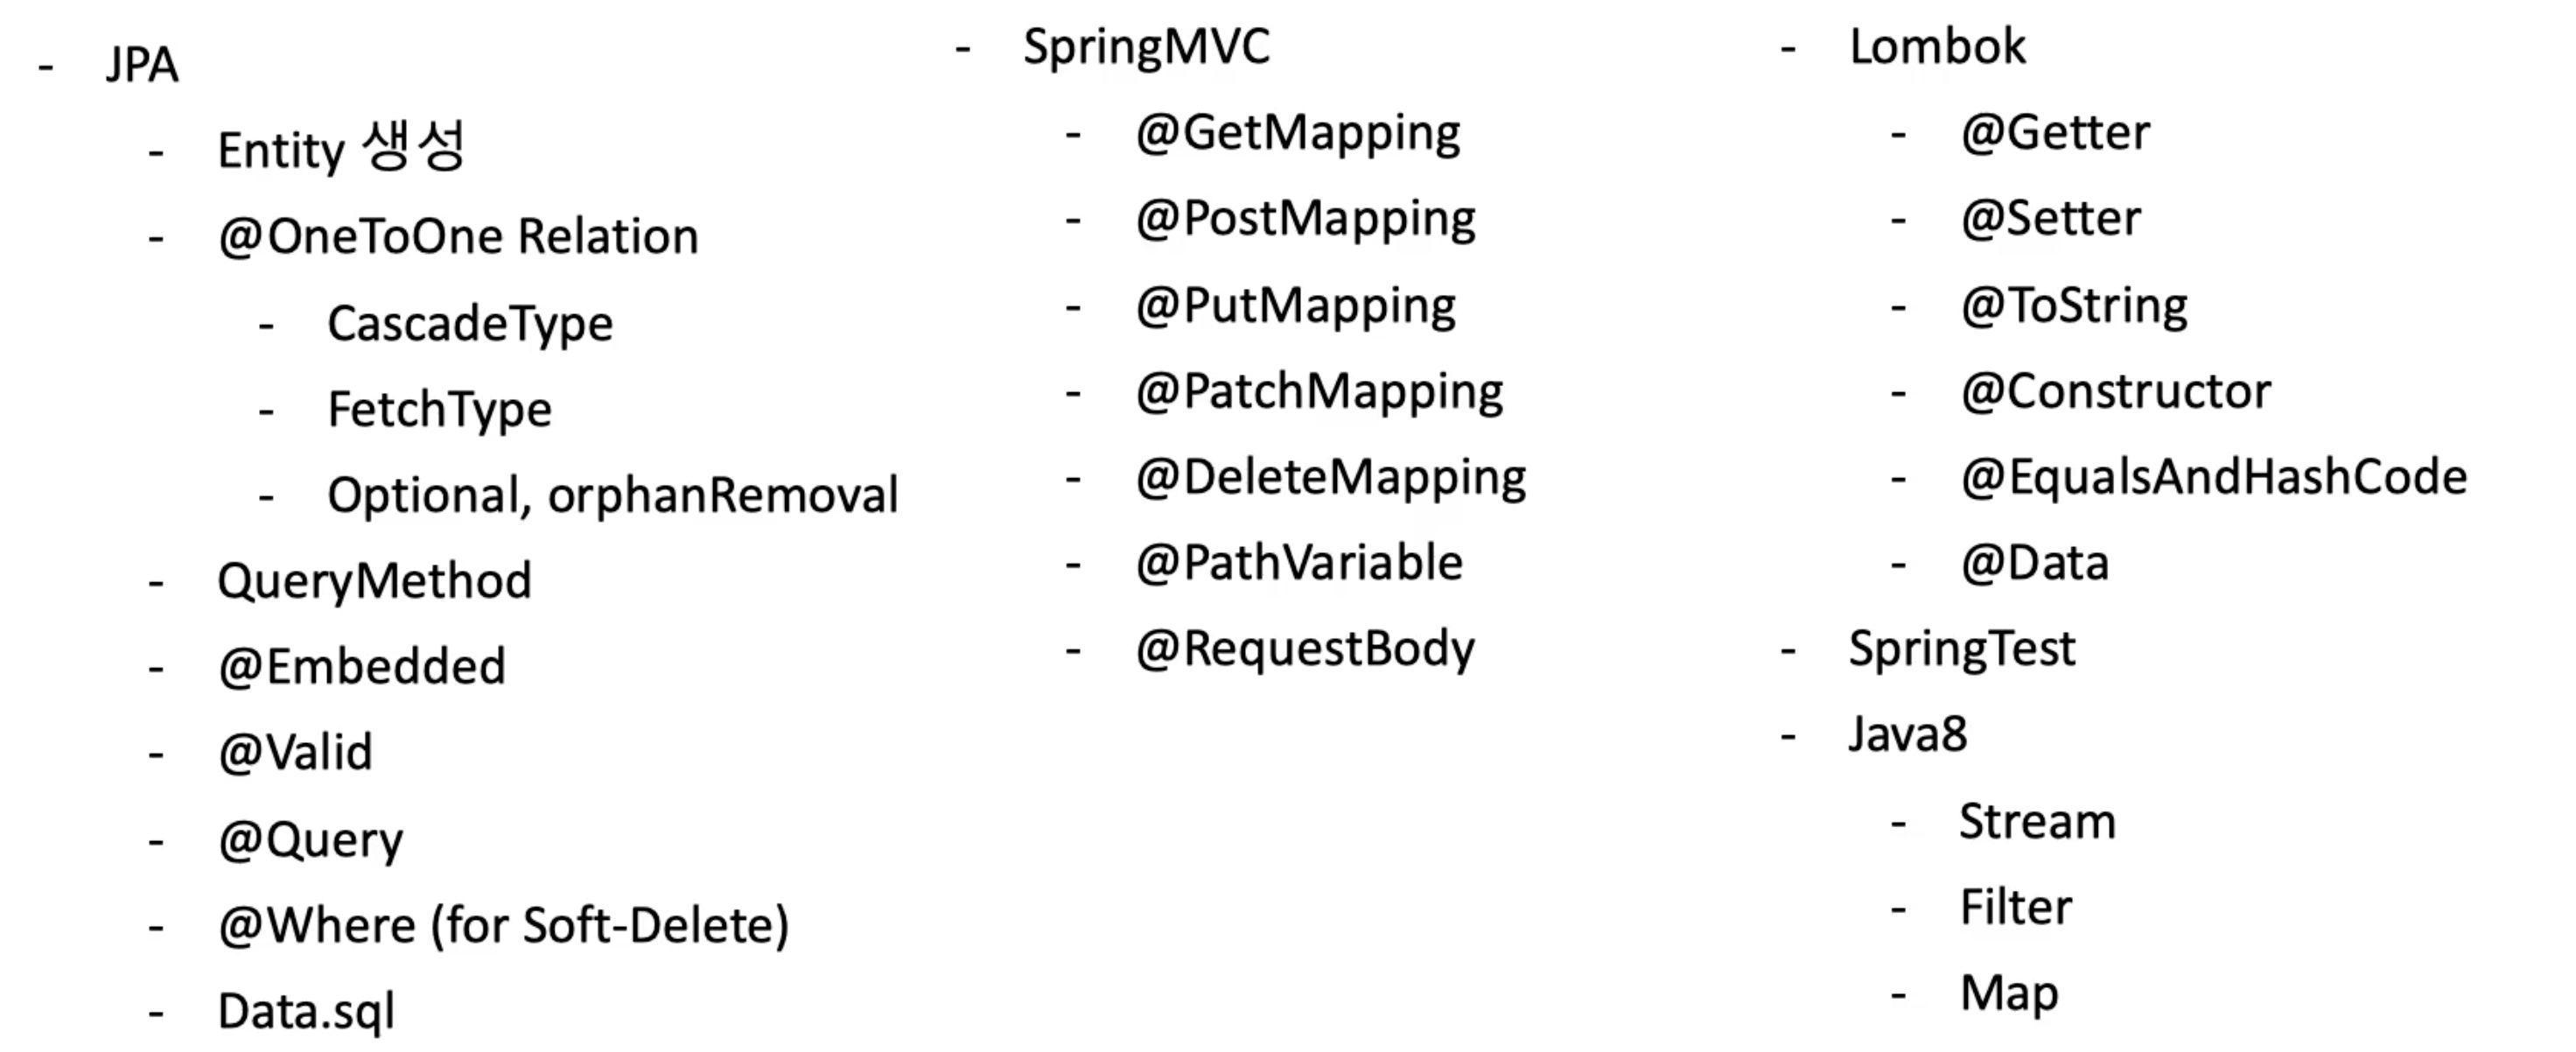 - JPA
- Entity 생성
- @OneToOne Relation
- CascadeType
- FetchType
- Optional, orphanRemoval
- QueryMethod
- @Embedded
- @Valid
- @Query
- @Where (for Soft-Delete)
- Data.sql
- SpringMVC
- @GetMapping
- @PostMapping
- @PutMapping
- @PatchMapping
- @DeleteMapping
- @PathVariable
- @RequestBody
- Lombok
- @Getter
- @Setter
- @ToString
- @Constructor
- @EqualsAndHashCode
- @Data
- SpringTest
- Java8
- Stream
- Filter
- Map